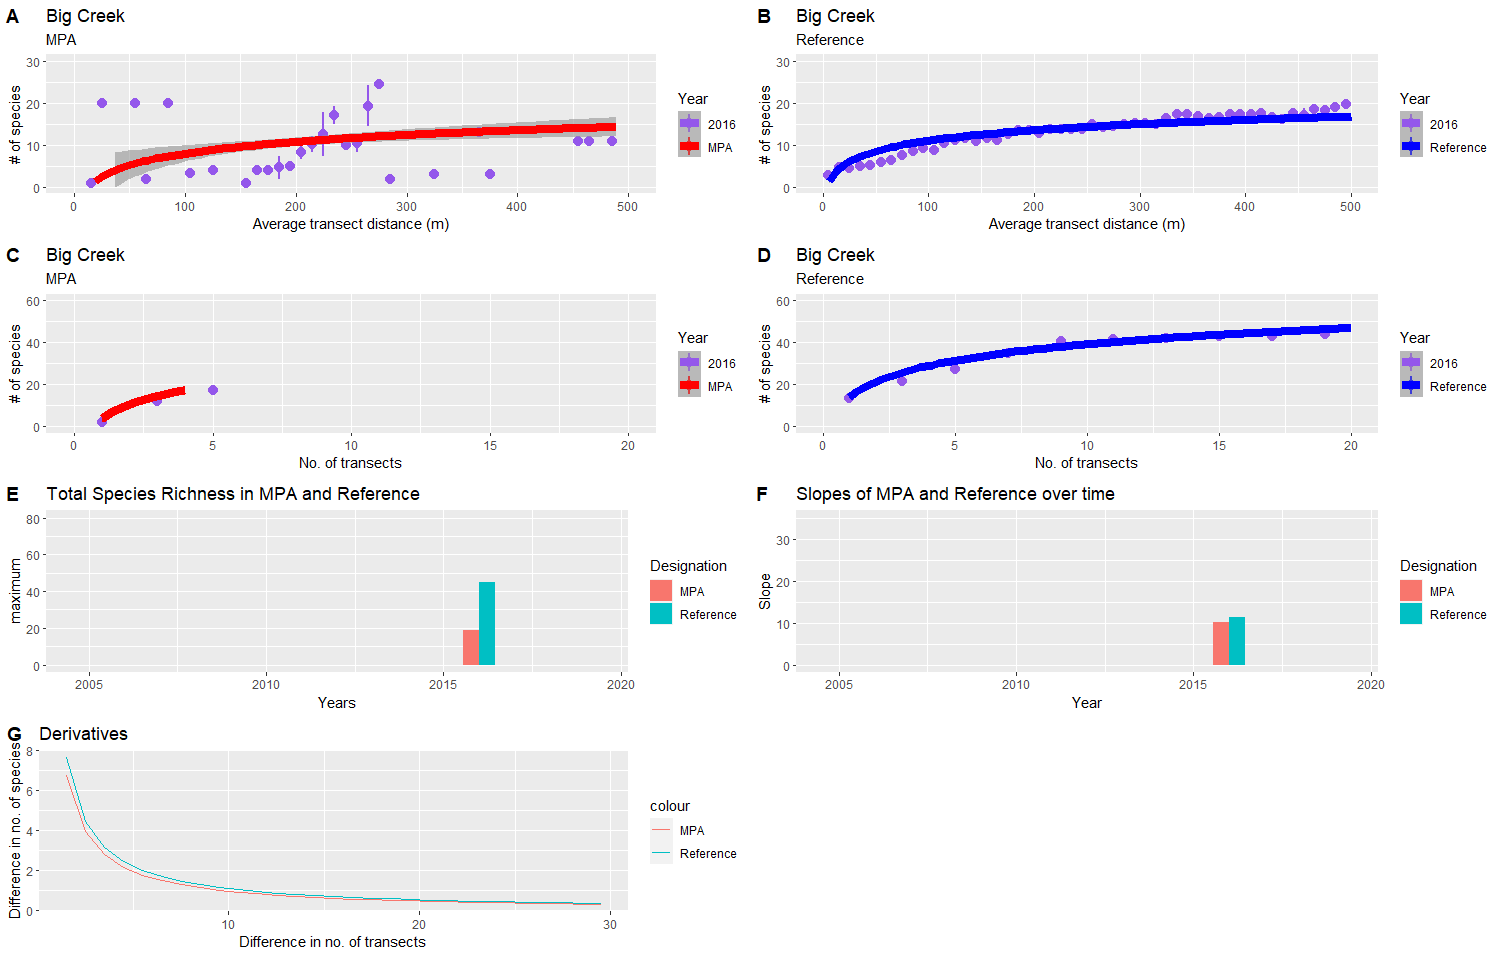 A Big Creek
MPA
30
20
10
0
# of species
0 100 200 300 400 500
Average transect distance (m)
Year
2016
MPA
B Big Creek
Reference
30
20
10
0
# of species
0 100 200 300 400 500
Average transect distance (m)
Year
2016
Reference
C Big Creek
MPA
60
40
20
0
# of species
0 5 10 15 20
No. of transects
Year
2016
MPA
D Big Creek
Reference
60
40
20
0
# of species
0 5 10 15 20
No. of transects
Year
2016
Reference
E Total Species Richness in MPA and Reference
80
60
40
20
0
maximum
2005 2010 2015 2020
Years
Designation
MPA
Reference
F Slopes of MPA and Reference over time
30
20
10
0
Slope
2005 2010 2015 2020
Year
Designation
MPA
Reference
G Derivatives
8
6
4
2
0
Difference in no. of species
10 20 30
Difference in no. of transects
colour
MPA
Reference